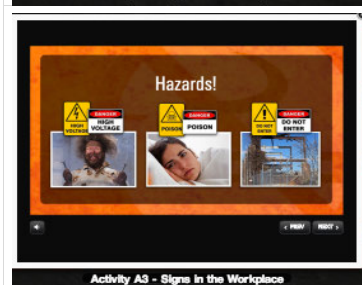 Hazards!
HIGH VOLTAGE
DANGER
HIGH VOLTAGE
POISON
DANGER
POISON
DO NOT ENTER
DANGER
DO NOT ENTER
< PREV
NEXT >
Activity A3 - Signs in the Workplace